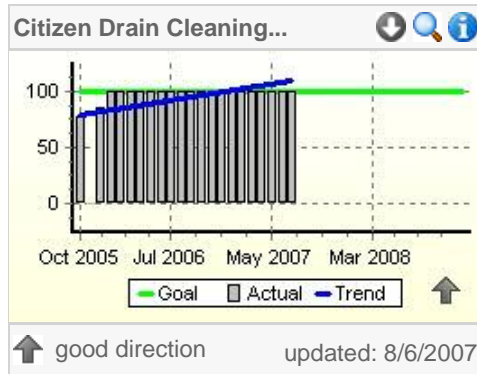 Citizen Drain Cleaning...
100
50
0
Oct 2005 Jul 2006 May 2007 Mar 2008
Goal Actual Trend
good direction updated: 8/6/2007